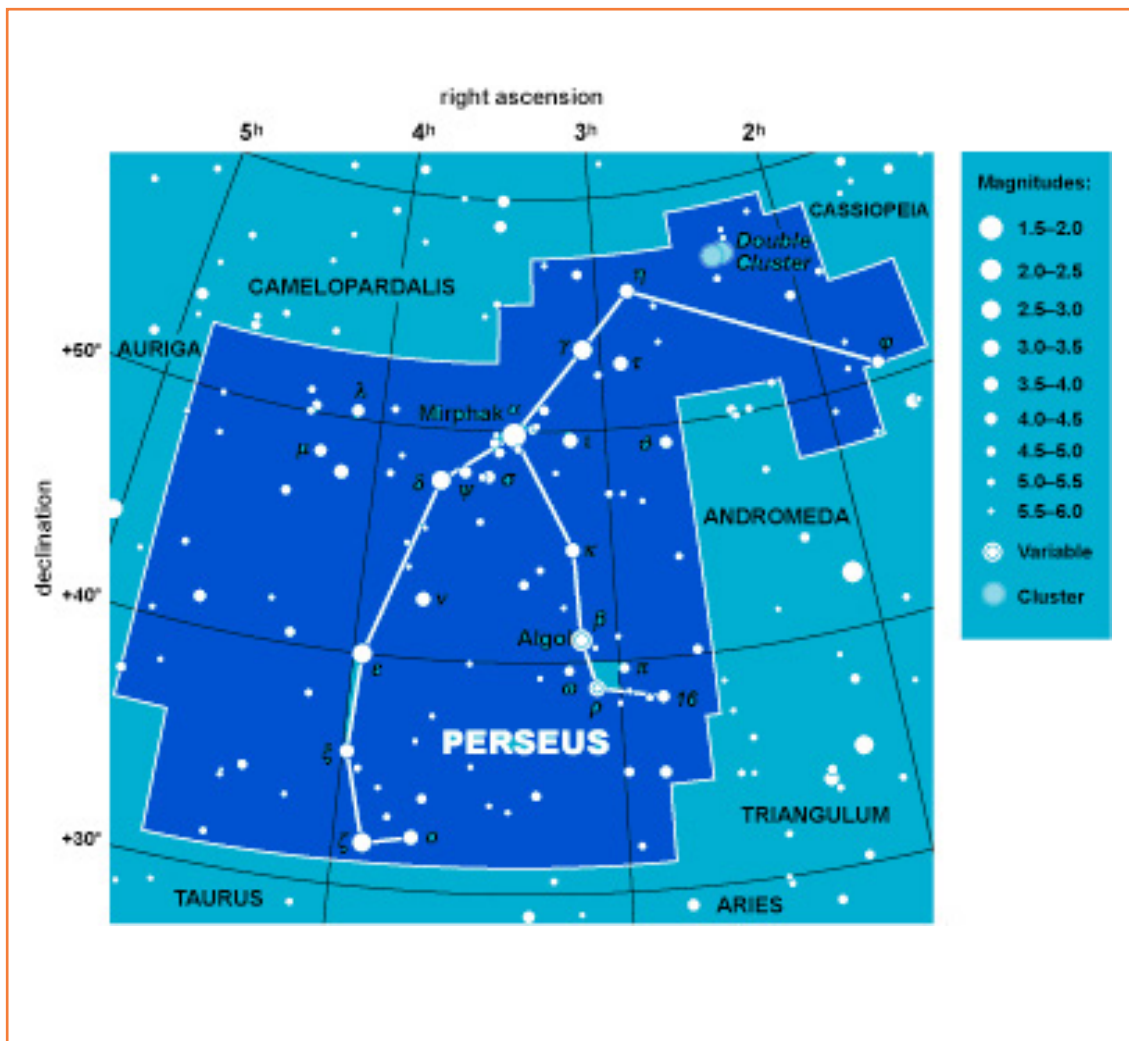 right ascension
5h
4h
3h
2h
Magnitudes:
1.5–2.0
2.0–2.5
2.5–3.0
3.0–3.5
3.5–4.0
4.0–4.5
4.5–5.0
5.0–5.5
5.5–6.0
Variable
Cluster
CASSIOPEIA
Double
Cluster
CAMELOPARDALIS
η
+50°
AURIGA
γ
τ
φ
λ
Mirphak α
μ
ι
θ
δ
ψ
σ
ANDROMEDA
declination
κ
+40°
ν
β
Algol
ε
π
ω
ρ
16
PERSEUS
ξ
TRIANGULUM
+30°
ζ
ο
TAURUS
ARIES